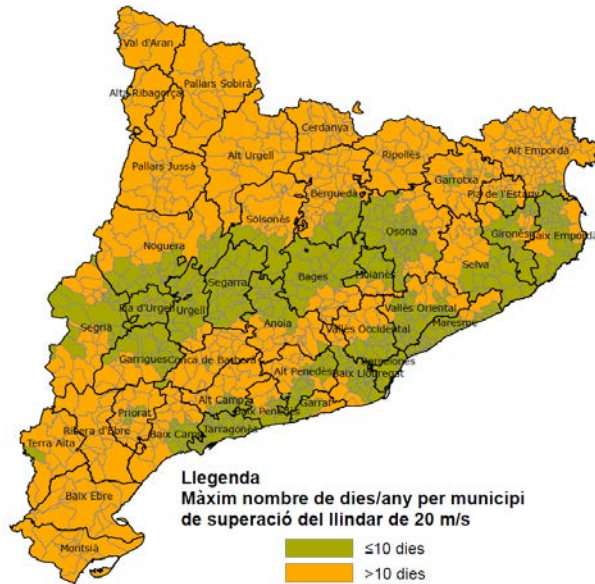 Val d'Aran
Pallars Sobirà
Alta Ribagorça
Cerdanya
Alt Empordà
Alt Urgell
Ripollès
Pallars Jussà
Garrotxa
Berguedà
Pla de l'Estany
Solsonès
Osona
Gironès
Baix Empordà
Noguera
Selva
Bages
Moianès
Segarra
Vallès Oriental
Pla d'Urgell
Urgell
Maresme
Segrià
Anoia
Vallès Occidental
Garrigues
Conca de Barberà
Barcelonès
Alt Penedès
Baix Llobregat
Alt Camp
Garraf
Priorat
Baix Penedès
Ribera d'Ebre
Tarragonès
Terra Alta
Baix Camp
Baix Ebre
Montsià
Llegenda
Màxim nombre de dies/any per municipi
de superació del llindar de 20 m/s
≤10 dies
>10 dies